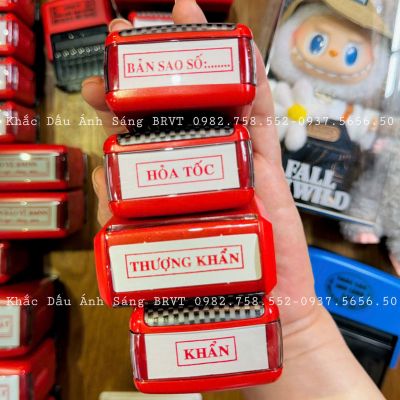 BẢN SAO SỐ:......
Khắc Dấu Ánh Sáng BRVT 0982.758.552-0937.5656.50
HỎA TỐC
FALL
WILD
THƯỢNG KHẨN
Khắc Dấu Ánh Sáng BRVT 0982.758.552-0937.5656.50
KHẨN